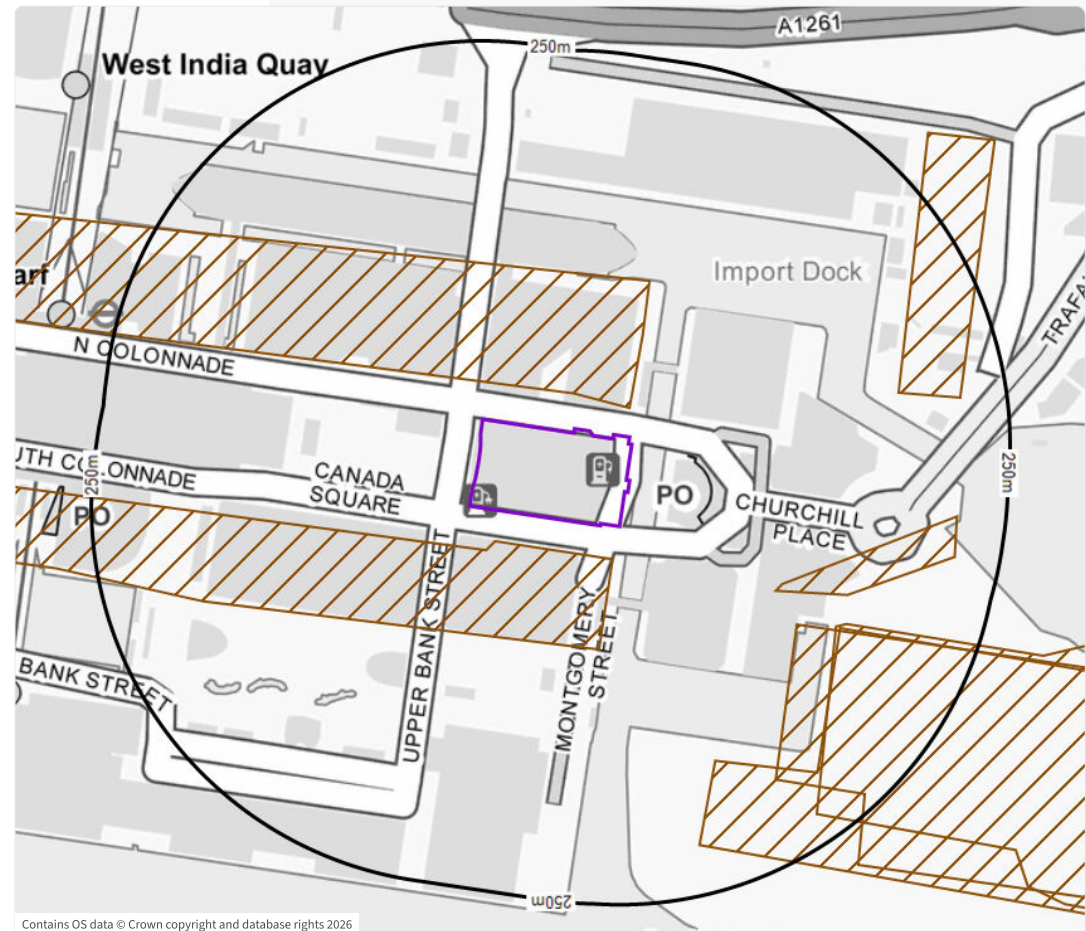 A1261
250m
West India Quay
Import Dock
arf
TRAFA
N COLONNADE
UTH COLONNADE
250m
CANADA
SQUARE
250m
PO
PO
CHURCHILL
PLACE
UPPER BANK STREET
MONTGOMERY
STREET
BANK STREET
250m
Contains OS data © Crown copyright and database rights 2026